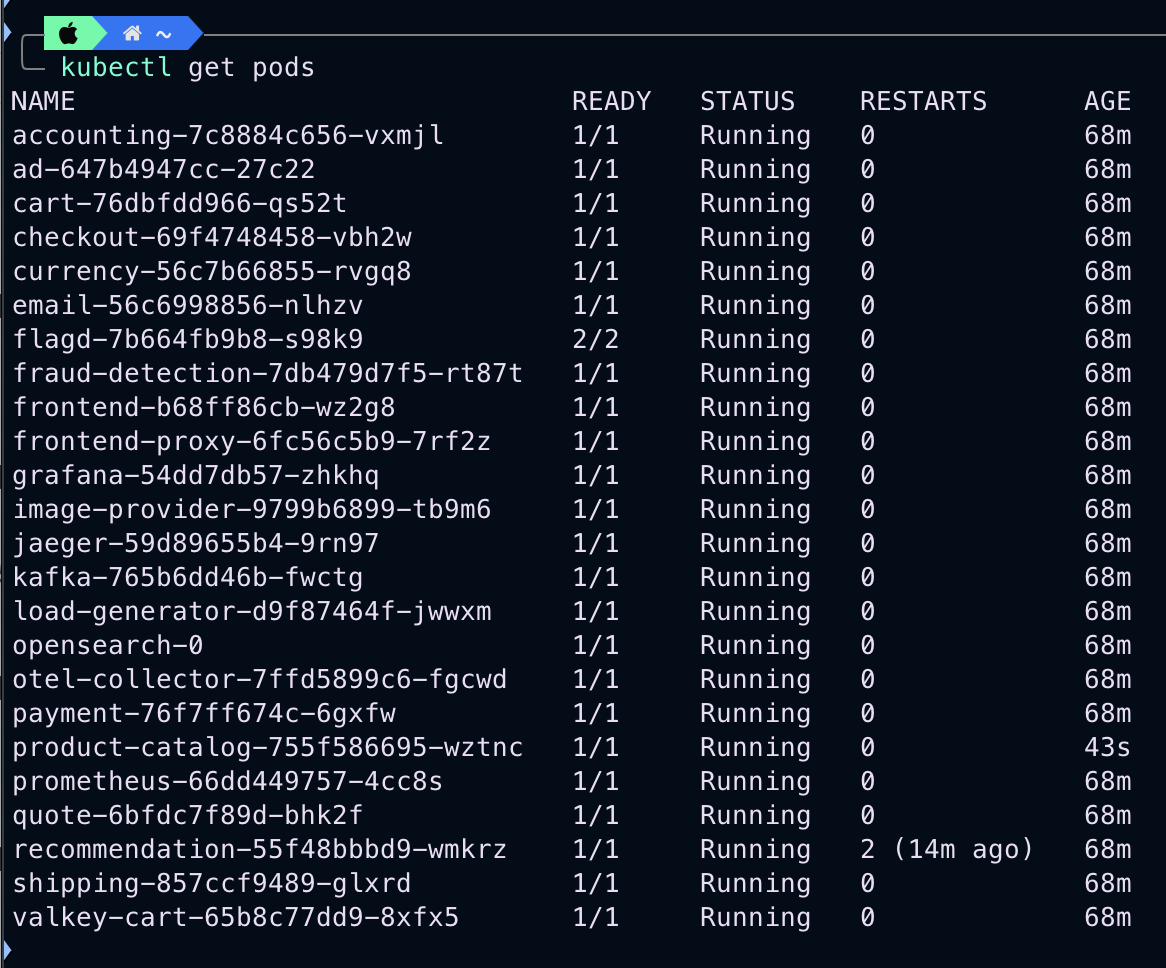 ~
kubectl get pods
NAME READY STATUS RESTARTS AGE
accounting-7c8884c656-vxmjl 1/1 Running 0 68m
ad-647b4947cc-27c22 1/1 Running 0 68m
cart-76dbfdd966-qs52t 1/1 Running 0 68m
checkout-69f4748458-vbh2w 1/1 Running 0 68m
currency-56c7b66855-rvgq8 1/1 Running 0 68m
email-56c6998856-nlhzv 1/1 Running 0 68m
flagd-7b664fb9b8-s98k9 2/2 Running 0 68m
fraud-detection-7db479d7f5-rt87t 1/1 Running 0 68m
frontend-b68ff86cb-wz2g8 1/1 Running 0 68m
frontend-proxy-6fc56c5b9-7rf2z 1/1 Running 0 68m
grafana-54dd7db57-zhkhq 1/1 Running 0 68m
image-provider-9799b6899-tb9m6 1/1 Running 0 68m
jaeger-59d89655b4-9rn97 1/1 Running 0 68m
kafka-765b6dd46b-fwctg 1/1 Running 0 68m
load-generator-d9f87464f-jwwxm 1/1 Running 0 68m
opensearch-0 1/1 Running 0 68m
otel-collector-7ffd5899c6-fgcwd 1/1 Running 0 68m
payment-76f7ff674c-6gxfw 1/1 Running 0 68m
product-catalog-755f586695-wztnc 1/1 Running 0 43s
prometheus-66dd449757-4cc8s 1/1 Running 0 68m
quote-6bfdc7f89d-bhk2f 1/1 Running 0 68m
recommendation-55f48bbbd9-wmkrz 1/1 Running 2 (14m ago) 68m
shipping-857ccf9489-glxrd 1/1 Running 0 68m
valkey-cart-65b8c77dd9-8xfx5 1/1 Running 0 68m